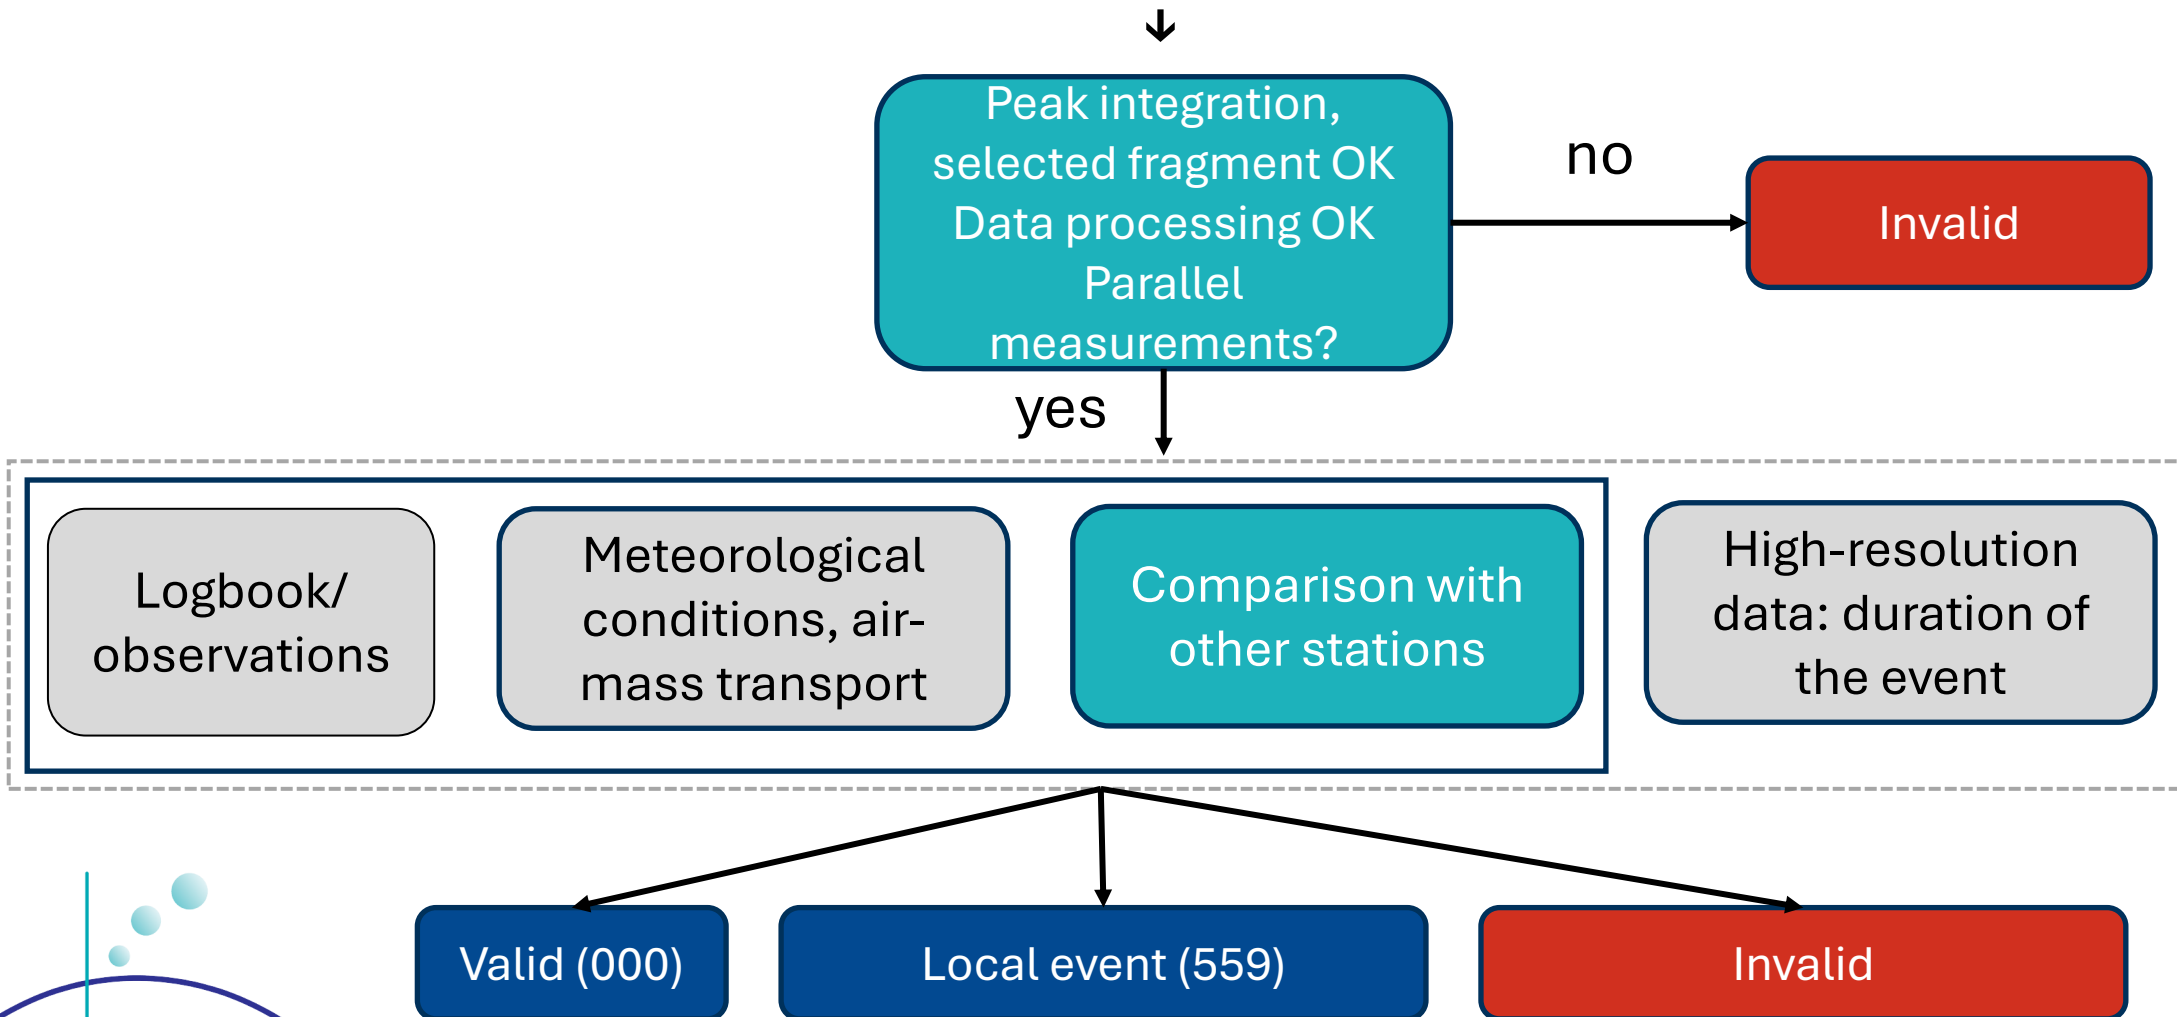 Peak integration,
selected fragment OK
Data processing OK
Parallel
measurements?
no
Invalid
yes
Logbook/
observations
Meteorological
conditions, air-
mass transport
Comparison with
other stations
High-resolution
data: duration of
the event
Valid (000)
Local event (559)
Invalid